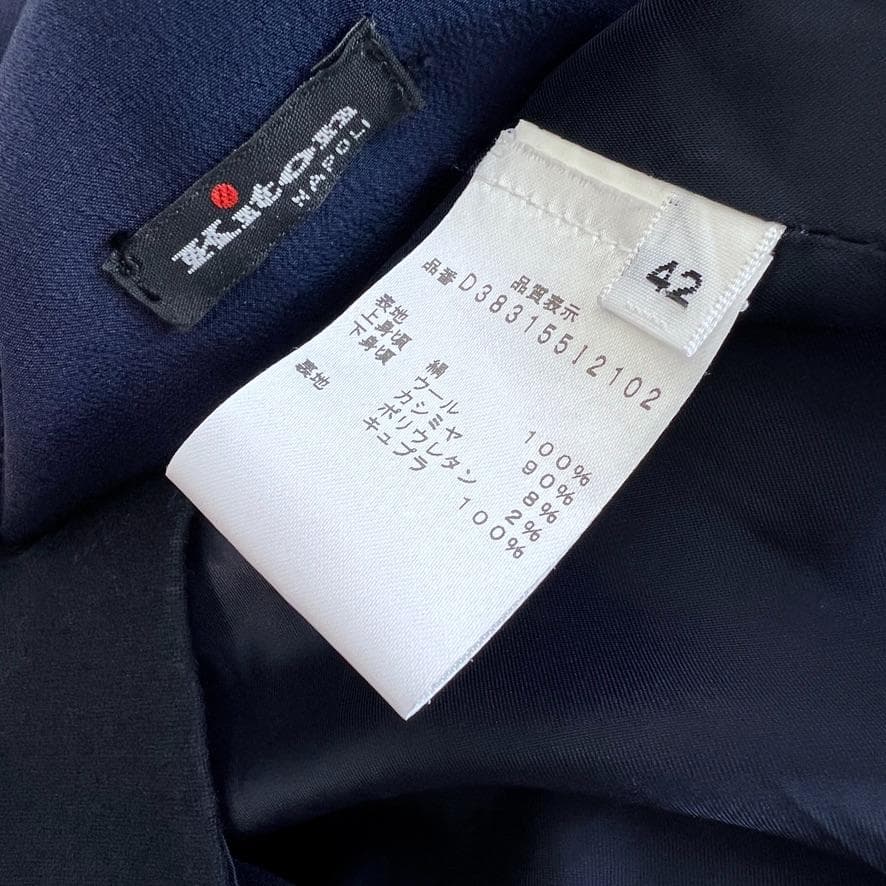 Kiton
NAPOLI
42
品質表示
品番 D38315512102
表地
上身頃 絹 100%
下身頃 ウール 90%
カシミヤ 8%
ポリウレタン 2%
裏地 キュプラ 100%